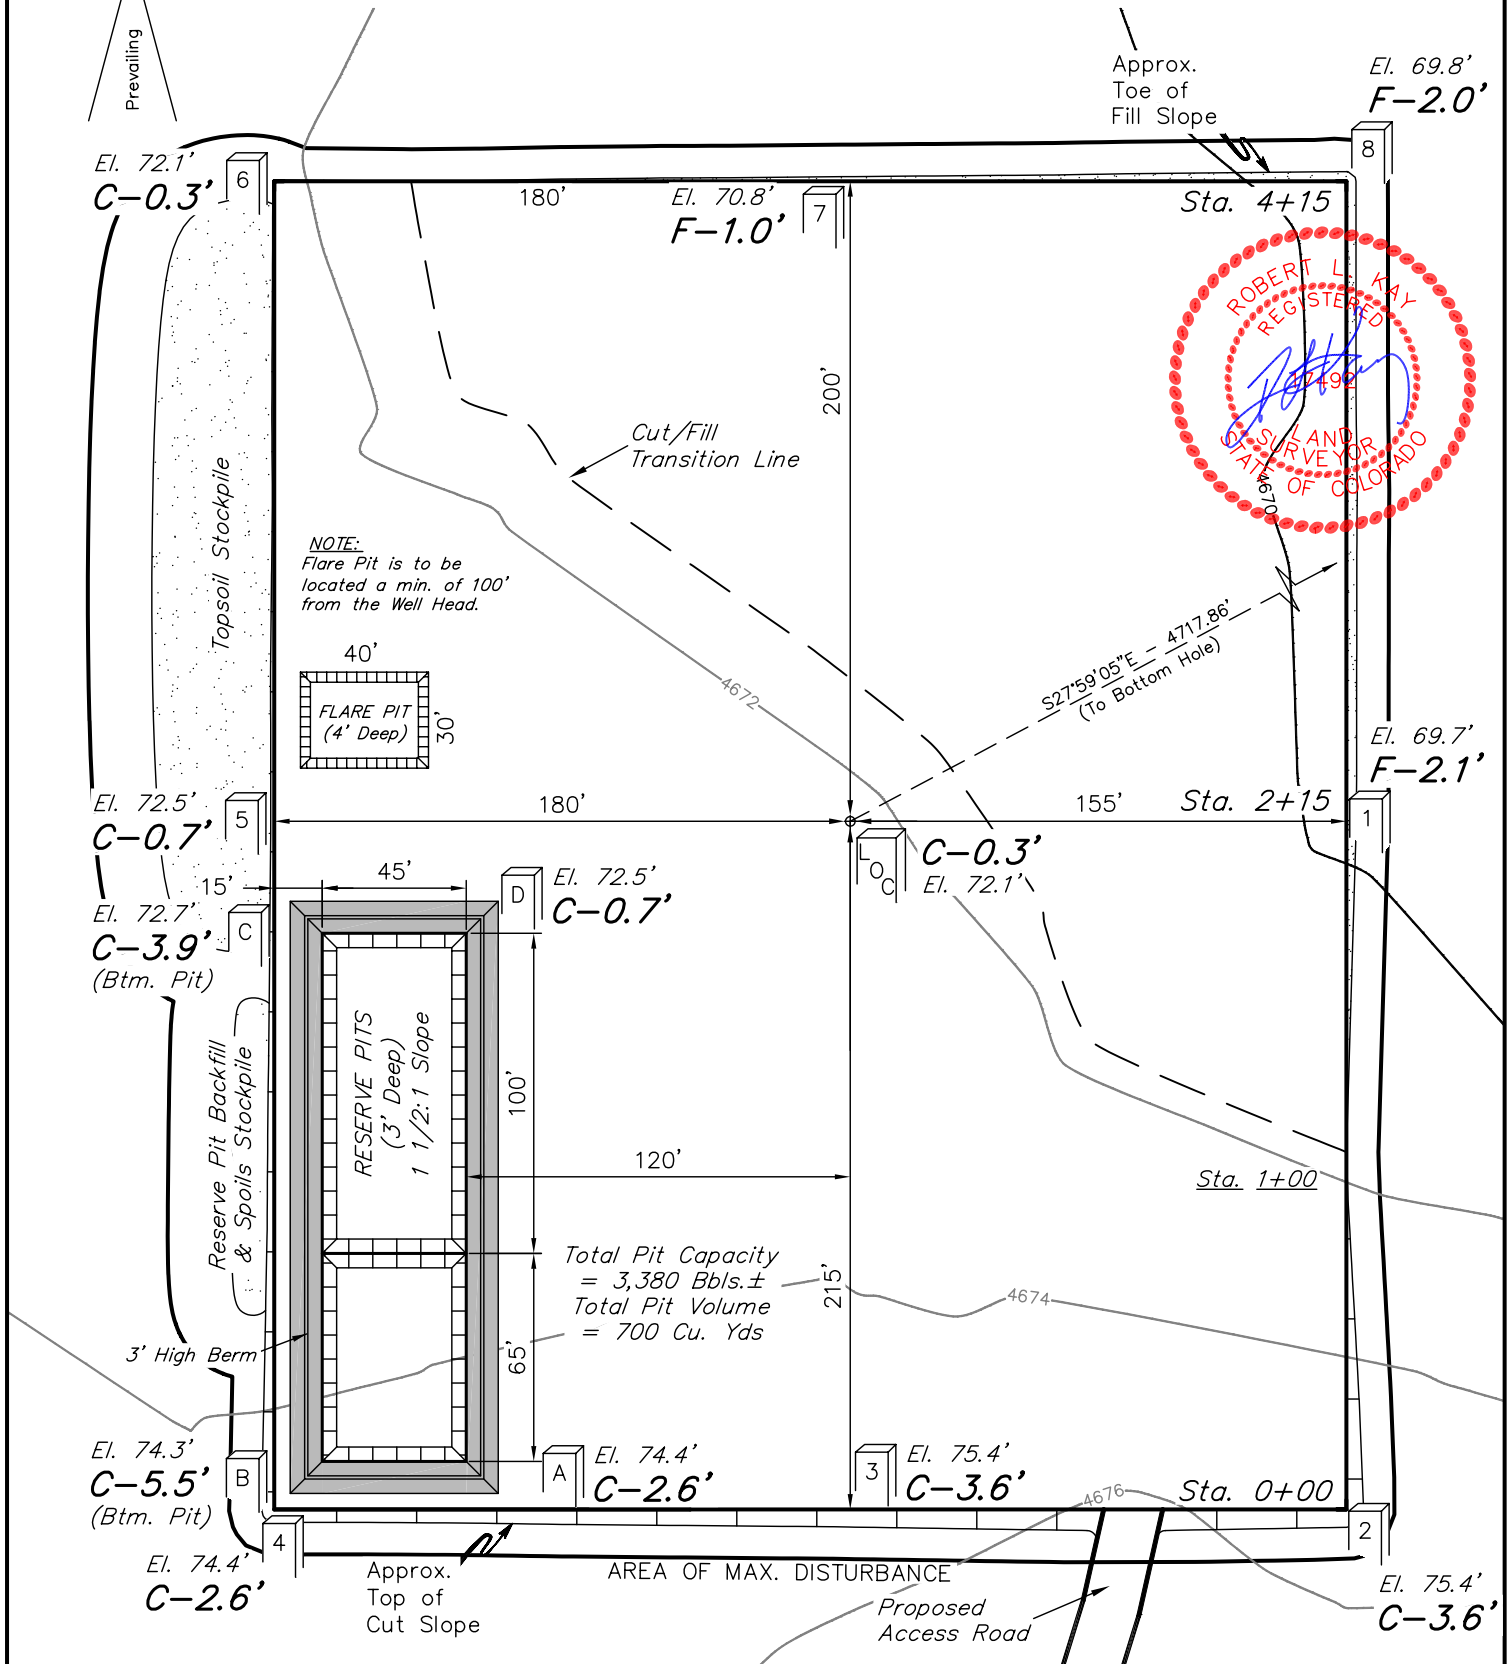 Prevailing
Approx.
Toe of
Fill Slope
El. 69.8'
F-2.0'
8
El. 72.1'
C-0.3'
6
180'
El. 70.8'
F-1.0'
7
Sta. 4+15
ROBERT L. KAY
REGISTERED
17492
LAND
SURVEYOR
STATE OF COLORADO
4670
200'
Cut/Fill
Transition Line
Topsoil Stockpile
NOTE:
Flare Pit is to be
located a min. of 100'
from the Well Head.
40'
FLARE PIT
(4' Deep)
30'
4672
S27°59'05"E - 4717.86'
(To Bottom Hole)
El. 69.7'
F-2.1'
El. 72.5'
C-0.7'
5
180'
155'
Sta. 2+15
1
LOC
C-0.3'
El. 72.1'
15'
45'
D
El. 72.5'
C-0.7'
El. 72.7'
C-3.9'
(Btm. Pit)
C
RESERVE PITS
(3' Deep)
1 1/2:1 Slope
100'
Reserve Pit Backfill
& Spoils Stockpile
120'
Sta. 1+00
Total Pit Capacity
= 3,380 Bbls.±
Total Pit Volume
= 700 Cu. Yds
215'
4674
65'
3' High Berm
El. 74.3'
C-5.5'
(Btm. Pit)
B
A
El. 74.4'
C-2.6'
3
El. 75.4'
C-3.6'
4676
Sta. 0+00
2
4
El. 74.4'
C-2.6'
Approx.
Top of
Cut Slope
AREA OF MAX. DISTURBANCE
Proposed
Access Road
El. 75.4'
C-3.6'